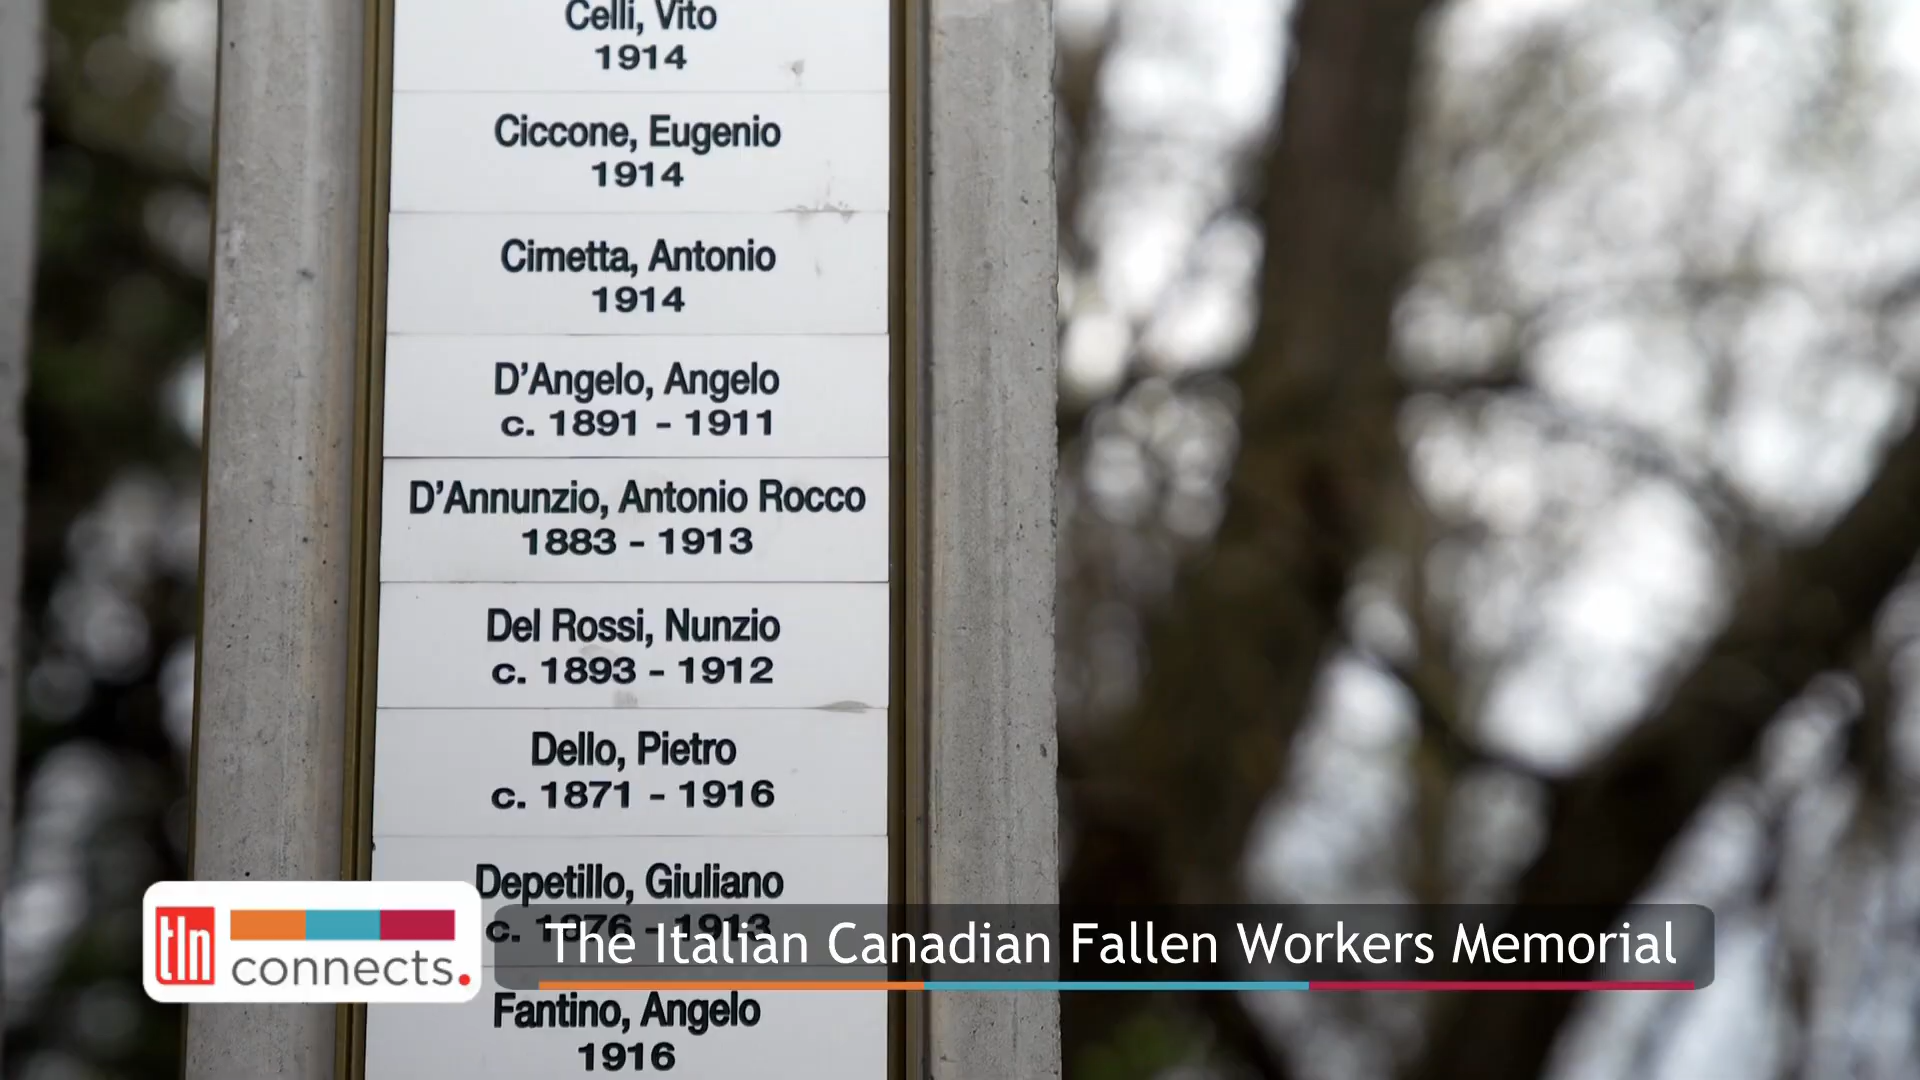 Celli, Vito
1914
Ciccone, Eugenio
1914
Cimetta, Antonio
1914
D'Angelo, Angelo
c. 1891 - 1911
D'Annunzio, Antonio Rocco
1883 - 1913
Del Rossi, Nunzio
c. 1893 - 1912
Dello, Pietro
c. 1871 - 1916
Depetillo, Giuliano
c. 1876 - 1913
tln connects.
The Italian Canadian Fallen Workers Memorial
Fantino, Angelo
1916